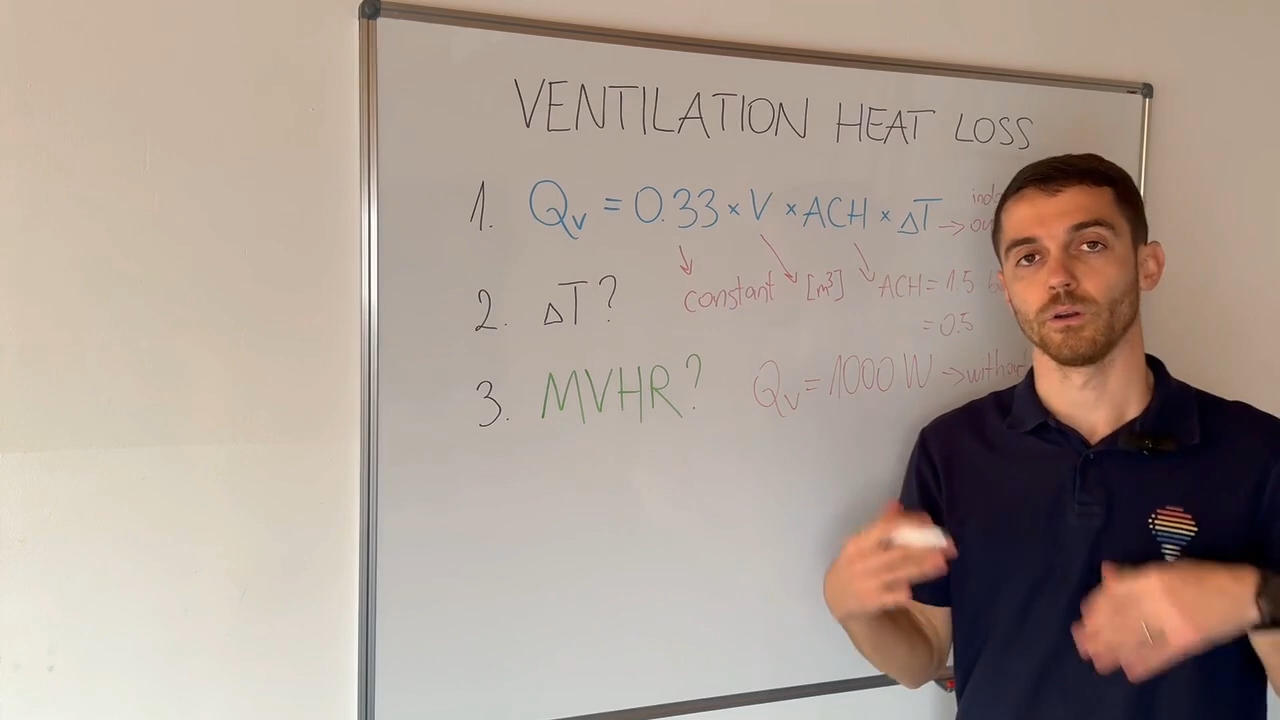 VENTILATION HEAT LOSS
1. Qv = 0.33 × V × ACH × ΔT →
constant [m³] ACH = 1.5
2. ΔT?
= 0.5
3. MVHR? Qv = 1000 W → without